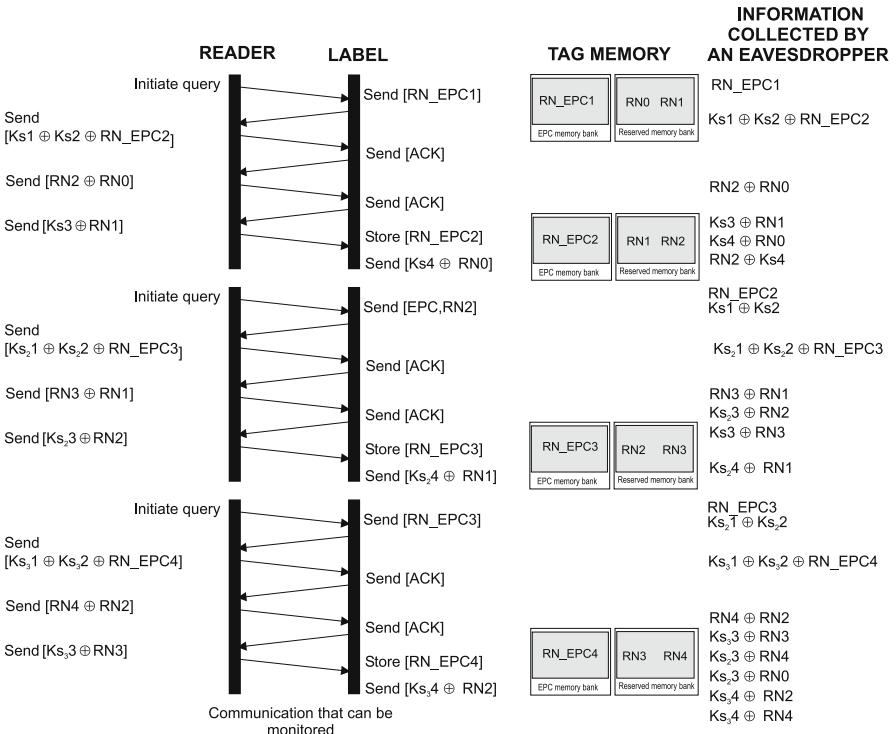 INFORMATION
COLLECTED BY
AN EAVESDROPPER
READER LABEL TAG MEMORY
Initiate query
Send [RN_EPC1]
RN_EPC1 RN0 RN1
EPC memory bank Reserved memory bank
RN_EPC1
Send
[Ks1 ⊕ Ks2 ⊕ RN_EPC2]
Ks1 ⊕ Ks2 ⊕ RN_EPC2
Send [ACK]
Send [RN2 ⊕ RN0]
RN2 ⊕ RN0
Send [ACK]
Send [Ks3 ⊕ RN1]
Ks3 ⊕ RN1
Store [RN_EPC2]
RN_EPC2 RN1 RN2
EPC memory bank Reserved memory bank
Ks4 ⊕ RN0
Send [Ks4 ⊕ RN0]
RN2 ⊕ Ks4
Initiate query
Send [EPC,RN2]
RN_EPC2
Ks1 ⊕ Ks2
Send
[Ks₂1 ⊕ Ks₂2 ⊕ RN_EPC3]
Ks₂1 ⊕ Ks₂2 ⊕ RN_EPC3
Send [ACK]
Send [RN3 ⊕ RN1]
RN3 ⊕ RN1
Send [ACK]
Ks₂3 ⊕ RN2
Send [Ks₂3 ⊕ RN2]
Ks3 ⊕ RN3
Store [RN_EPC3]
RN_EPC3 RN2 RN3
EPC memory bank Reserved memory bank
Send [Ks₂4 ⊕ RN1]
Ks₂4 ⊕ RN1
Initiate query
Send [RN_EPC3]
RN_EPC3
Ks₂1 ⊕ Ks₂2
Send
[Ks₃1 ⊕ Ks₃2 ⊕ RN_EPC4]
Ks₃1 ⊕ Ks₃2 ⊕ RN_EPC4
Send [ACK]
Send [RN4 ⊕ RN2]
RN4 ⊕ RN2
Send [ACK]
Ks₃3 ⊕ RN3
Send [Ks₃3 ⊕ RN3]
Ks₂3 ⊕ RN4
Store [RN_EPC4]
RN_EPC4 RN3 RN4
EPC memory bank Reserved memory bank
Ks₂3 ⊕ RN0
Send [Ks₃4 ⊕ RN2]
Ks₃4 ⊕ RN2
Ks₃4 ⊕ RN4
Communication that can be
monitored